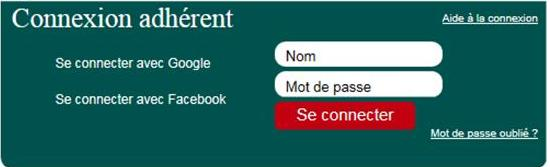 Connexion adhérent
Aide à la connexion
Se connecter avec Google
Se connecter avec Facebook
Nom
Mot de passe
Se connecter
Mot de passe oublié ?